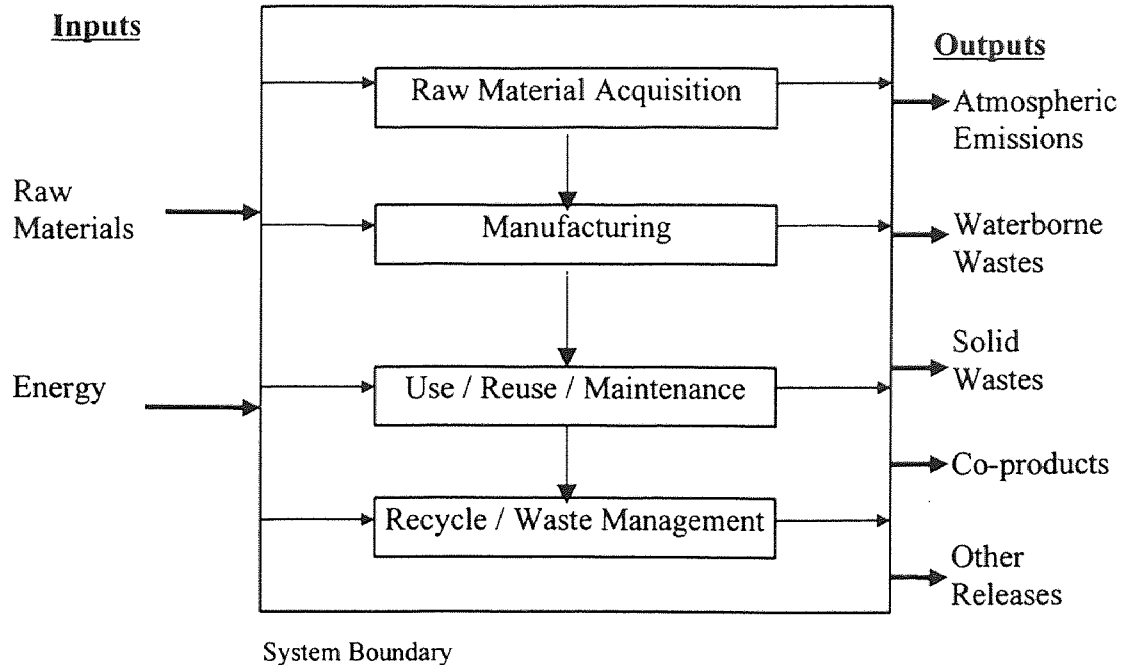 Inputs
Outputs
Raw Material Acquisition
Atmospheric
Emissions
Raw
Materials
Manufacturing
Waterborne
Wastes
Solid
Wastes
Energy
Use / Reuse / Maintenance
Co-products
Recycle / Waste Management
Other
Releases
System Boundary